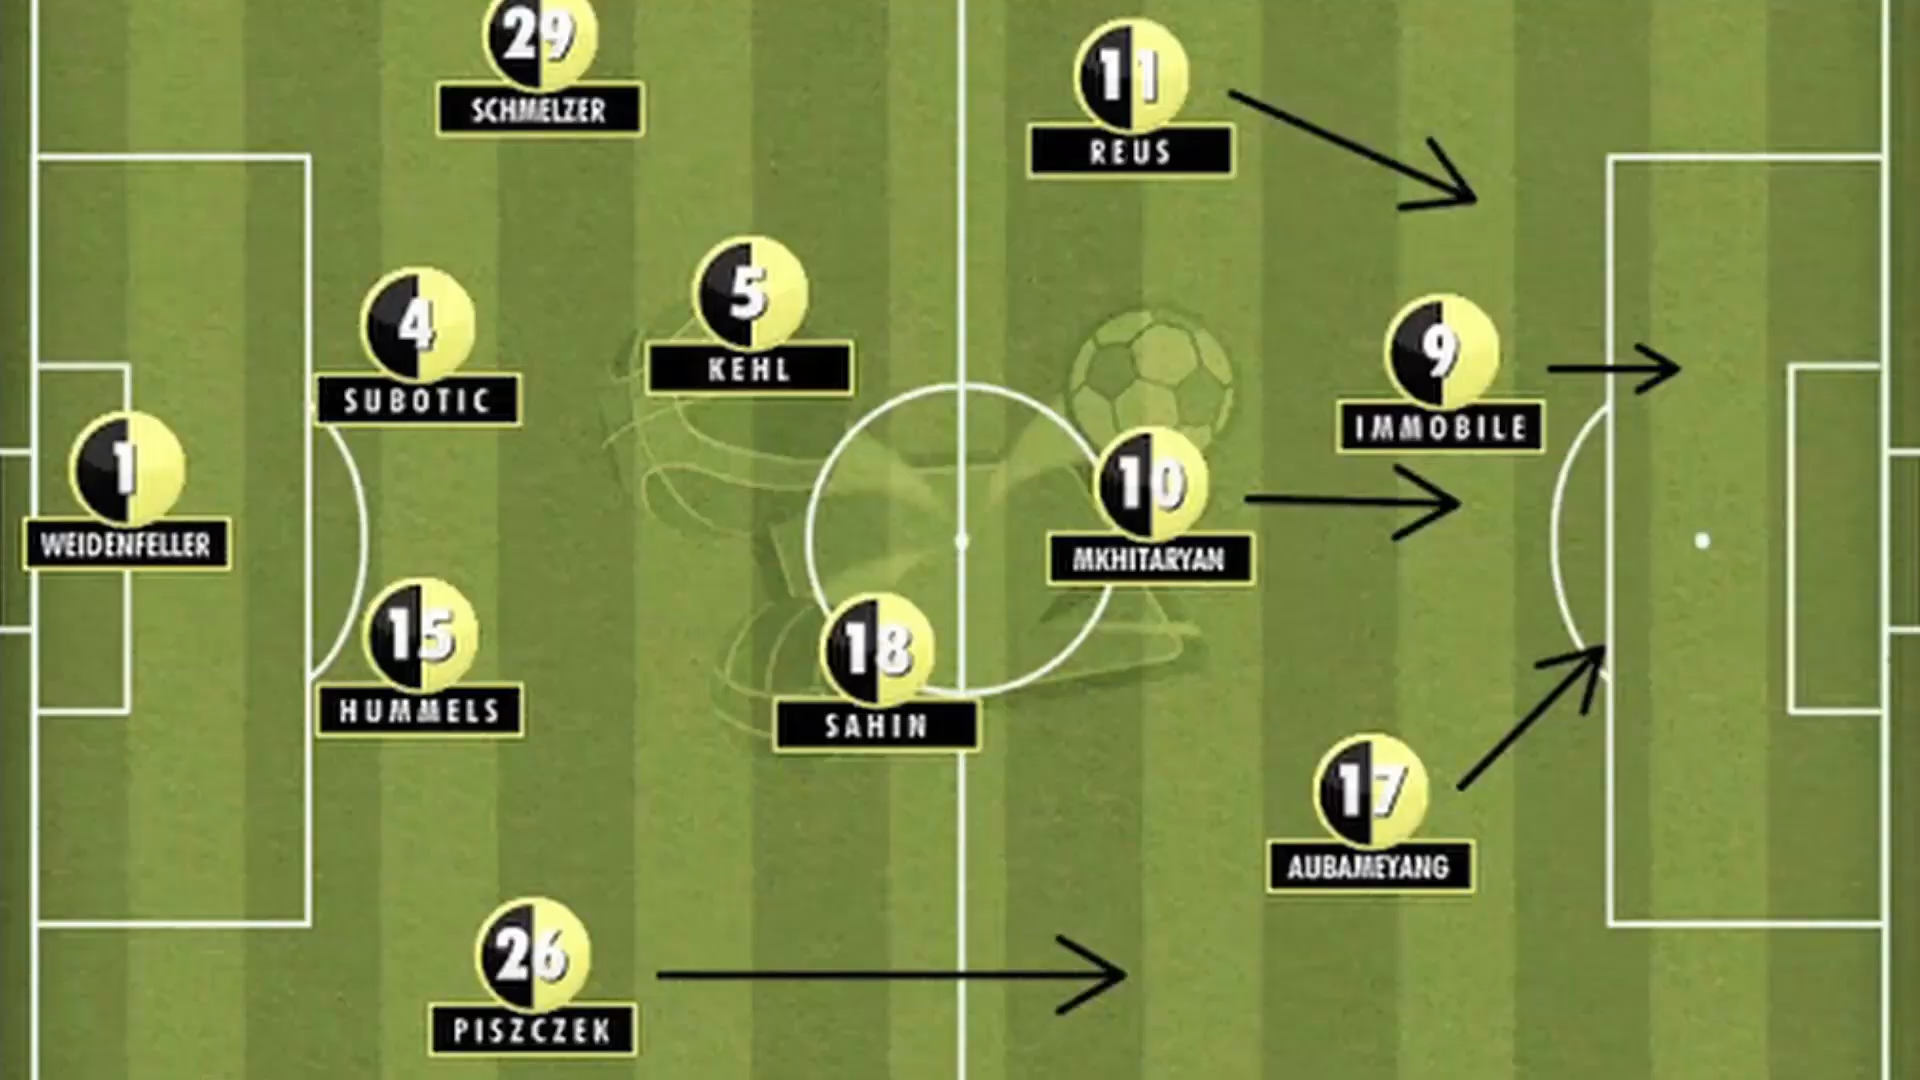 29
SCHMELZER
11
REUS
5
KEHL
4
SUBOTIC
9
IMMOBILE
1
WEIDENFELLER
10
MKHITARYAN
15
HUMMELS
18
SAHIN
17
AUBAMEYANG
26
PISZCZEK